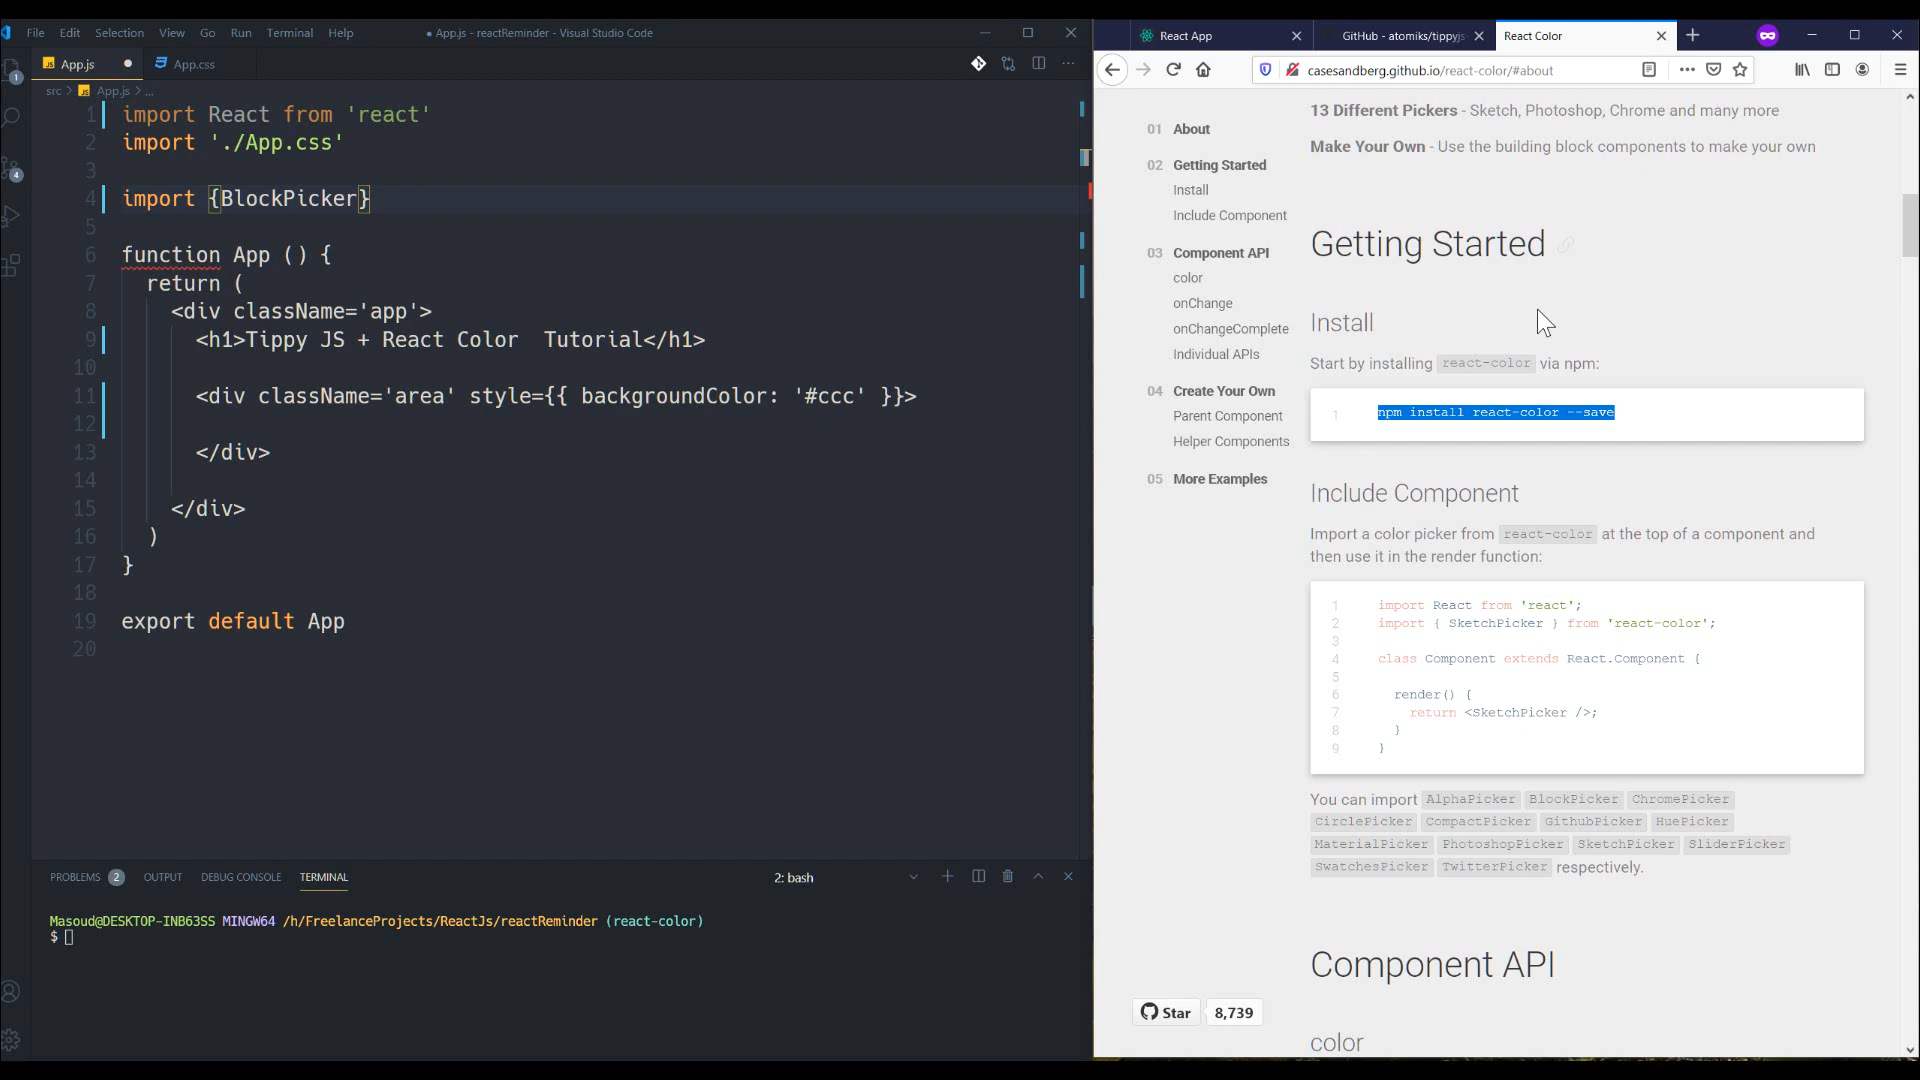 File Edit Selection View Go Run Terminal Help
● App.js - reactReminder - Visual Studio Code
App.js
App.css
src > App.js > ...
1 import React from 'react'
2 import './App.css'
3
4 import {BlockPicker}
5
6 function App () {
7 return (
8 <div className='app'>
9 <h1>Tippy JS + React Color  Tutorial</h1>
10
11 <div className='area' style={{ backgroundColor: '#ccc' }}>
12
13 </div>
14
15 </div>
16 )
17 }
18
19 export default App
20
1
4
PROBLEMS 2 OUTPUT DEBUG CONSOLE TERMINAL
2: bash
Masoud@DESKTOP-INB63SS MINGW64 /h/FreelanceProjects/ReactJs/reactReminder (react-color)
$
React App
GitHub - atomiks/tippyjs
React Color
casesandberg.github.io/react-color/#about
01 About
02 Getting Started
Install
Include Component
03 Component API
color
onChange
onChangeComplete
Individual APIs
04 Create Your Own
Parent Component
Helper Components
05 More Examples
Star 8,739
13 Different Pickers - Sketch, Photoshop, Chrome and many more
Make Your Own - Use the building block components to make your own
Getting Started
Install
Start by installing react-color via npm:
1 npm install react-color --save
Include Component
Import a color picker from react-color at the top of a component and
then use it in the render function:
1 import React from 'react';
2 import { SketchPicker } from 'react-color';
3
4 class Component extends React.Component {
5
6 render() {
7 return <SketchPicker />;
8 }
9 }
You can import AlphaPicker BlockPicker ChromePicker
CirclePicker CompactPicker GithubPicker HuePicker
MaterialPicker PhotoshopPicker SketchPicker SliderPicker
SwatchesPicker TwitterPicker respectively.
Component API
color